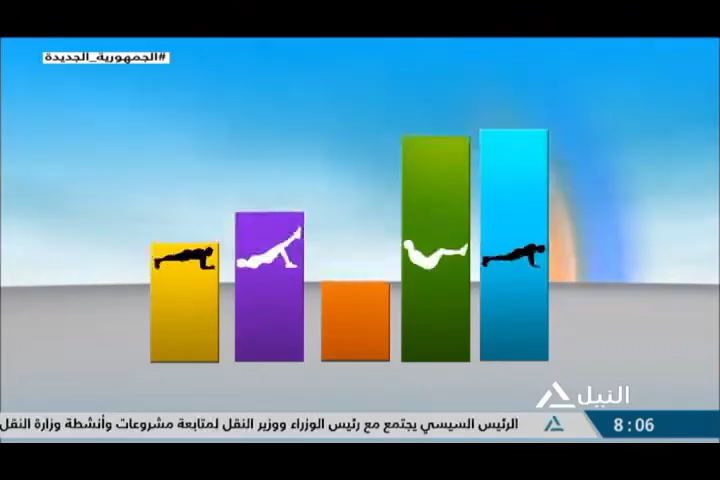 #الجمهورية_الجديدة
النيل
الرئيس السيسي يجتمع مع رئيس الوزراء ووزير النقل لمتابعة مشروعات وأنشطة وزارة النقل
8:06